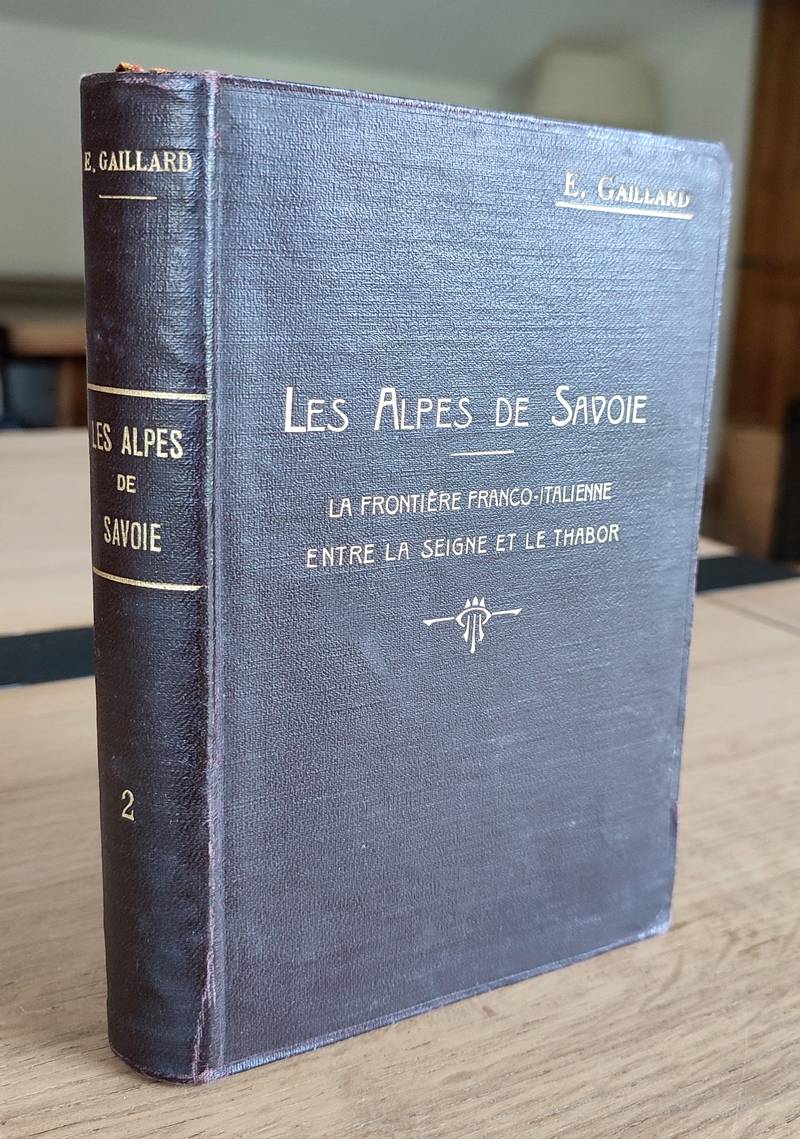 E. GAILLARD
LES ALPES
DE
SAVOIE
2
E. GAILLARD
LES ALPES DE SAVOIE
LA FRONTIÈRE FRANCO-ITALIENNE
ENTRE LA SEIGNE ET LE THABOR